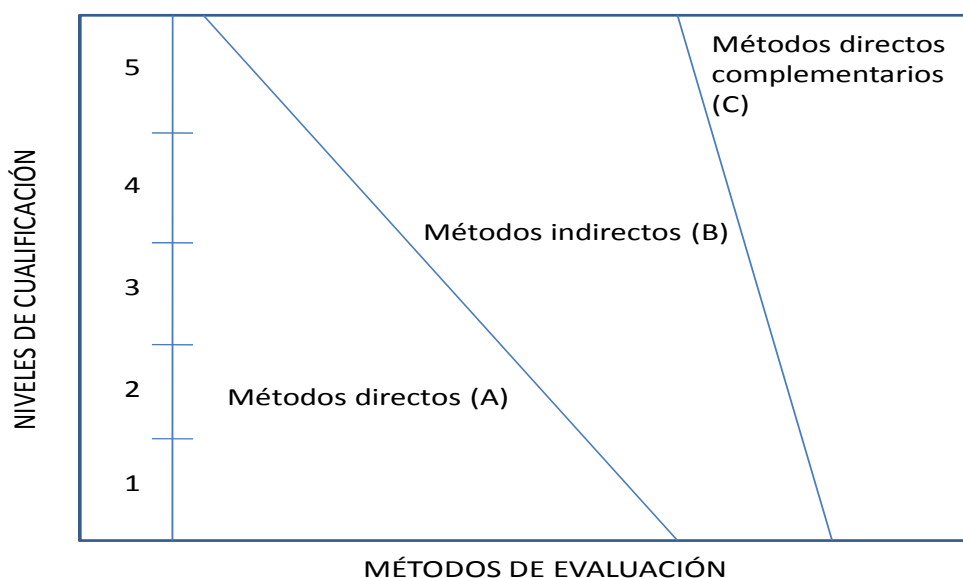 NIVELES DE CUALIFICACIÓN
5
4
3
2
1
Métodos directos
complementarios
(C)
Métodos indirectos (B)
Métodos directos (A)
MÉTODOS DE EVALUACIÓN